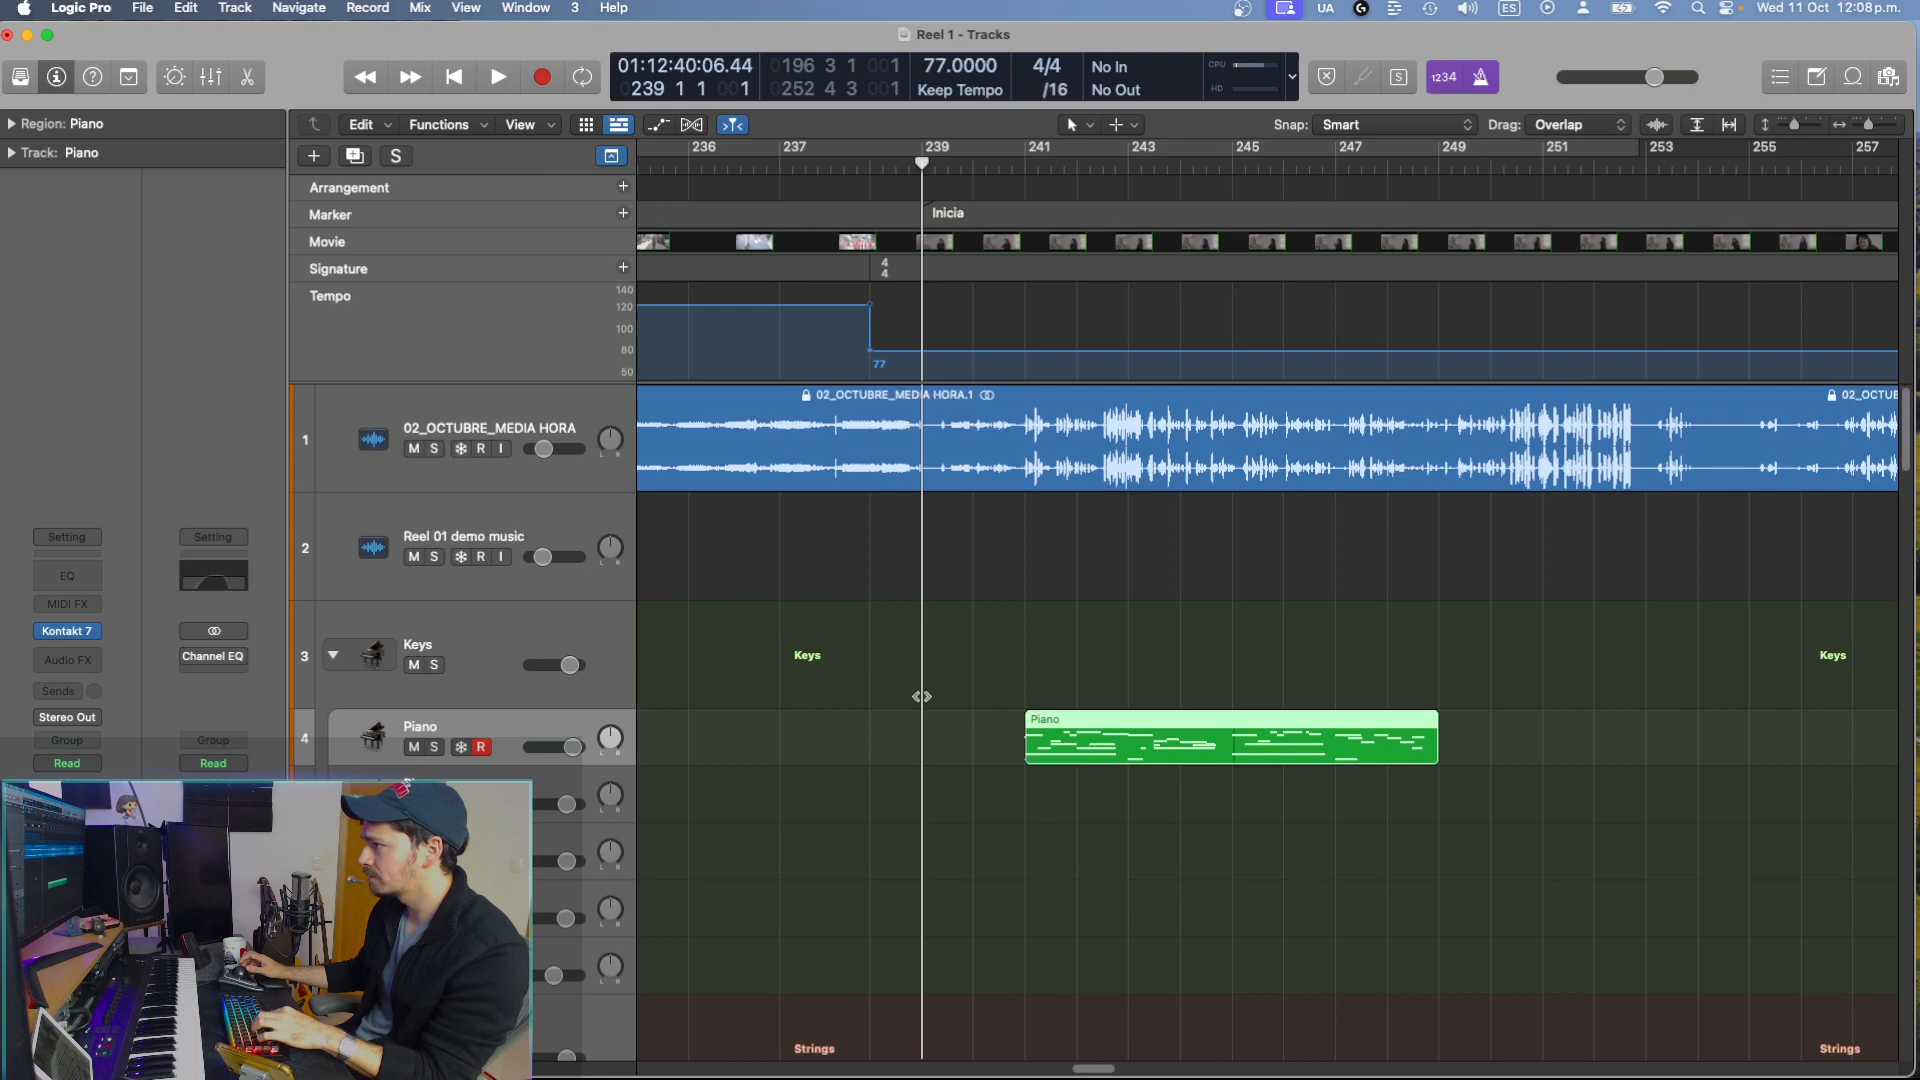 Logic Pro File Edit Track Navigate Record Mix View Window 3 Help UA ES Wed 11 Oct 12:08 p.m.
Reel 1 - Tracks
01:12:40:06.44 0196 3 1 001 77.0000 4/4 No In CPU
0239 1 1 001 0252 4 3 001 Keep Tempo /16 No Out HD
S 1234
Region: Piano
Edit Functions View Snap: Smart Drag: Overlap
Track: Piano
S
236 237 239 241 243 245 247 249 251 253 255 257
Arrangement
Marker
Inicia
Movie
Signature
4
4
Tempo
140
120
100
80
50
77
02_OCTUBRE_MEDIA HORA.1
02_OCTUE
1
02_OCTUBRE_MEDIA HORA
M S R I
L R
2
Reel 01 demo music
M S R I
L R
Setting Setting
EQ
MIDI FX
Kontakt 7
Audio FX
Channel EQ
Sends
Stereo Out
Group Group
Read Read
3
Keys
M S
Keys
Keys
4
Piano
M S R
L R
Piano
L R
L R
L R
L R
Strings
Strings